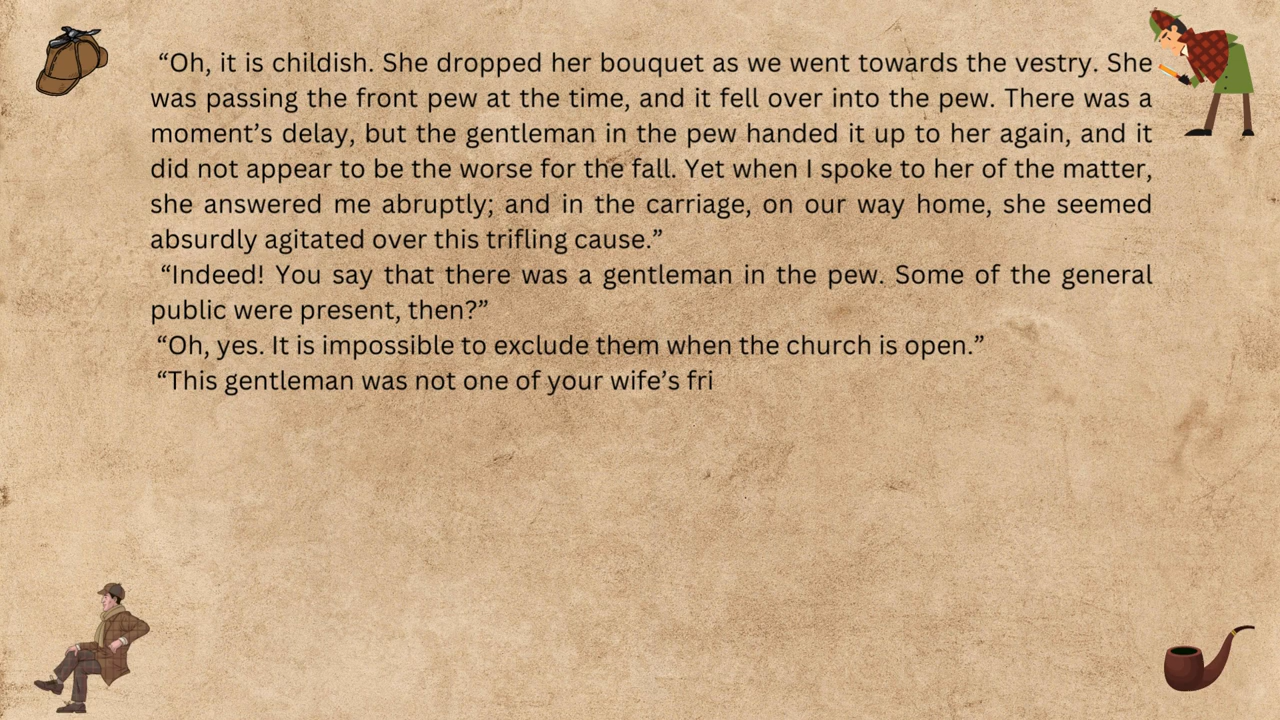 “Oh, it is childish. She dropped her bouquet as we went towards the vestry. She
was passing the front pew at the time, and it fell over into the pew. There was a
moment’s delay, but the gentleman in the pew handed it up to her again, and it
did not appear to be the worse for the fall. Yet when I spoke to her of the matter,
she answered me abruptly; and in the carriage, on our way home, she seemed
absurdly agitated over this trifling cause.”
“Indeed! You say that there was a gentleman in the pew. Some of the general
public were present, then?”
“Oh, yes. It is impossible to exclude them when the church is open.”
“This gentleman was not one of your wife’s fri